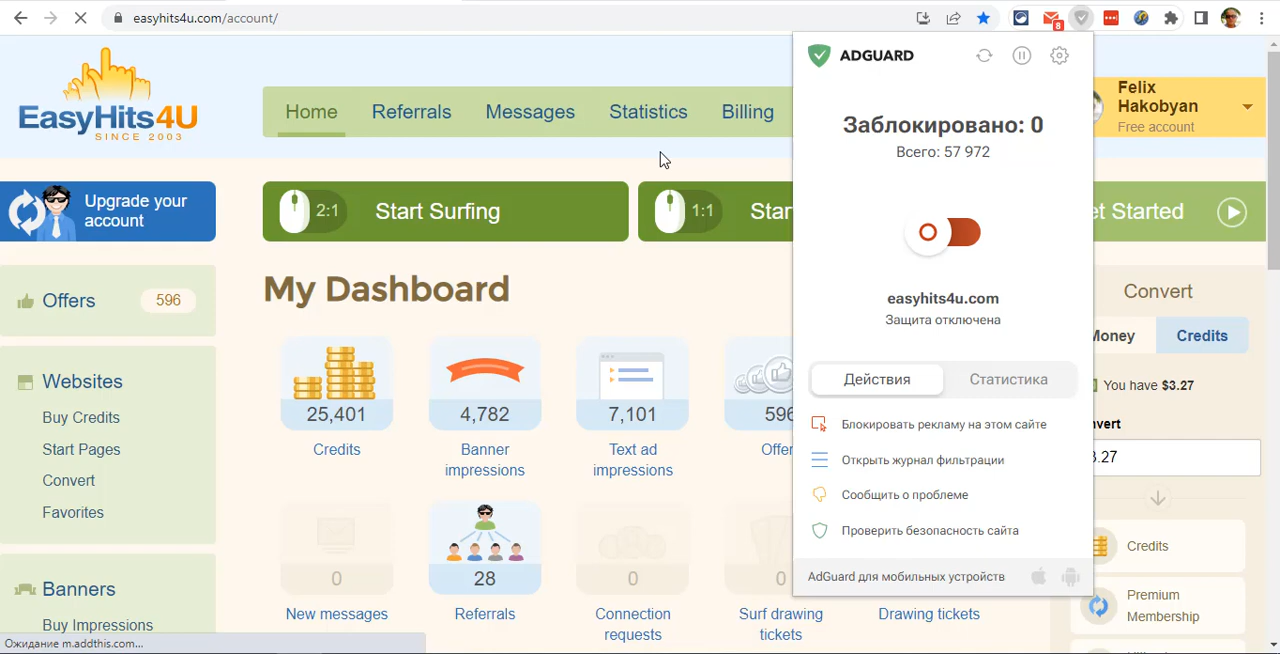 easyhits4u.com/account/
8
EasyHits4U
SINCE 2003
Home
Referrals
Messages
Statistics
Billing
Felix
Hakobyan
Free account
Upgrade your
account
2:1
Start Surfing
1:1
et Started
Offers
596
Websites
Buy Credits
Start Pages
Convert
Favorites
Banners
Buy Impressions
My Dashboard
25,401
Credits
4,782
Banner
impressions
7,101
Text ad
impressions
596
0
New messages
28
Referrals
0
Connection
requests
0
Surf drawing
tickets
Drawing tickets
ADGUARD
Заблокировано: 0
Всего: 57 972
easyhits4u.com
Защита отключена
Действия
Статистика
Блокировать рекламу на этом сайте
Открыть журнал фильтрации
Сообщить о проблеме
Проверить безопасность сайта
AdGuard для мобильных устройств
Convert
Money
Credits
You have $3.27
Credits
Premium
Membership
Ожидание m.addthis.com...